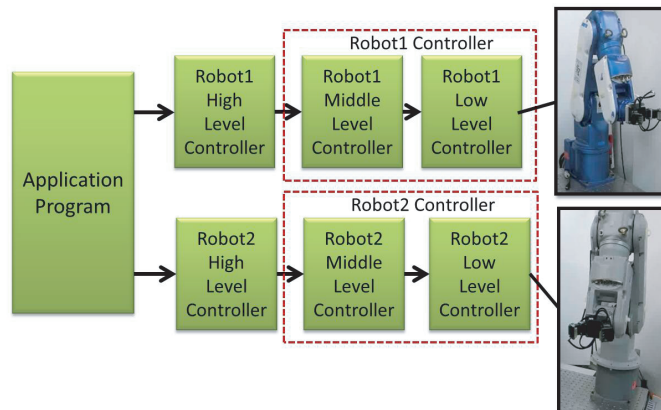 Robot1 Controller
Application
Program
Robot1
High
Level
Controller
Robot1
Middle
Level
Controller
Robot1
Low
Level
Controller
Robot2 Controller
Robot2
High
Level
Controller
Robot2
Middle
Level
Controller
Robot2
Low
Level
Controller